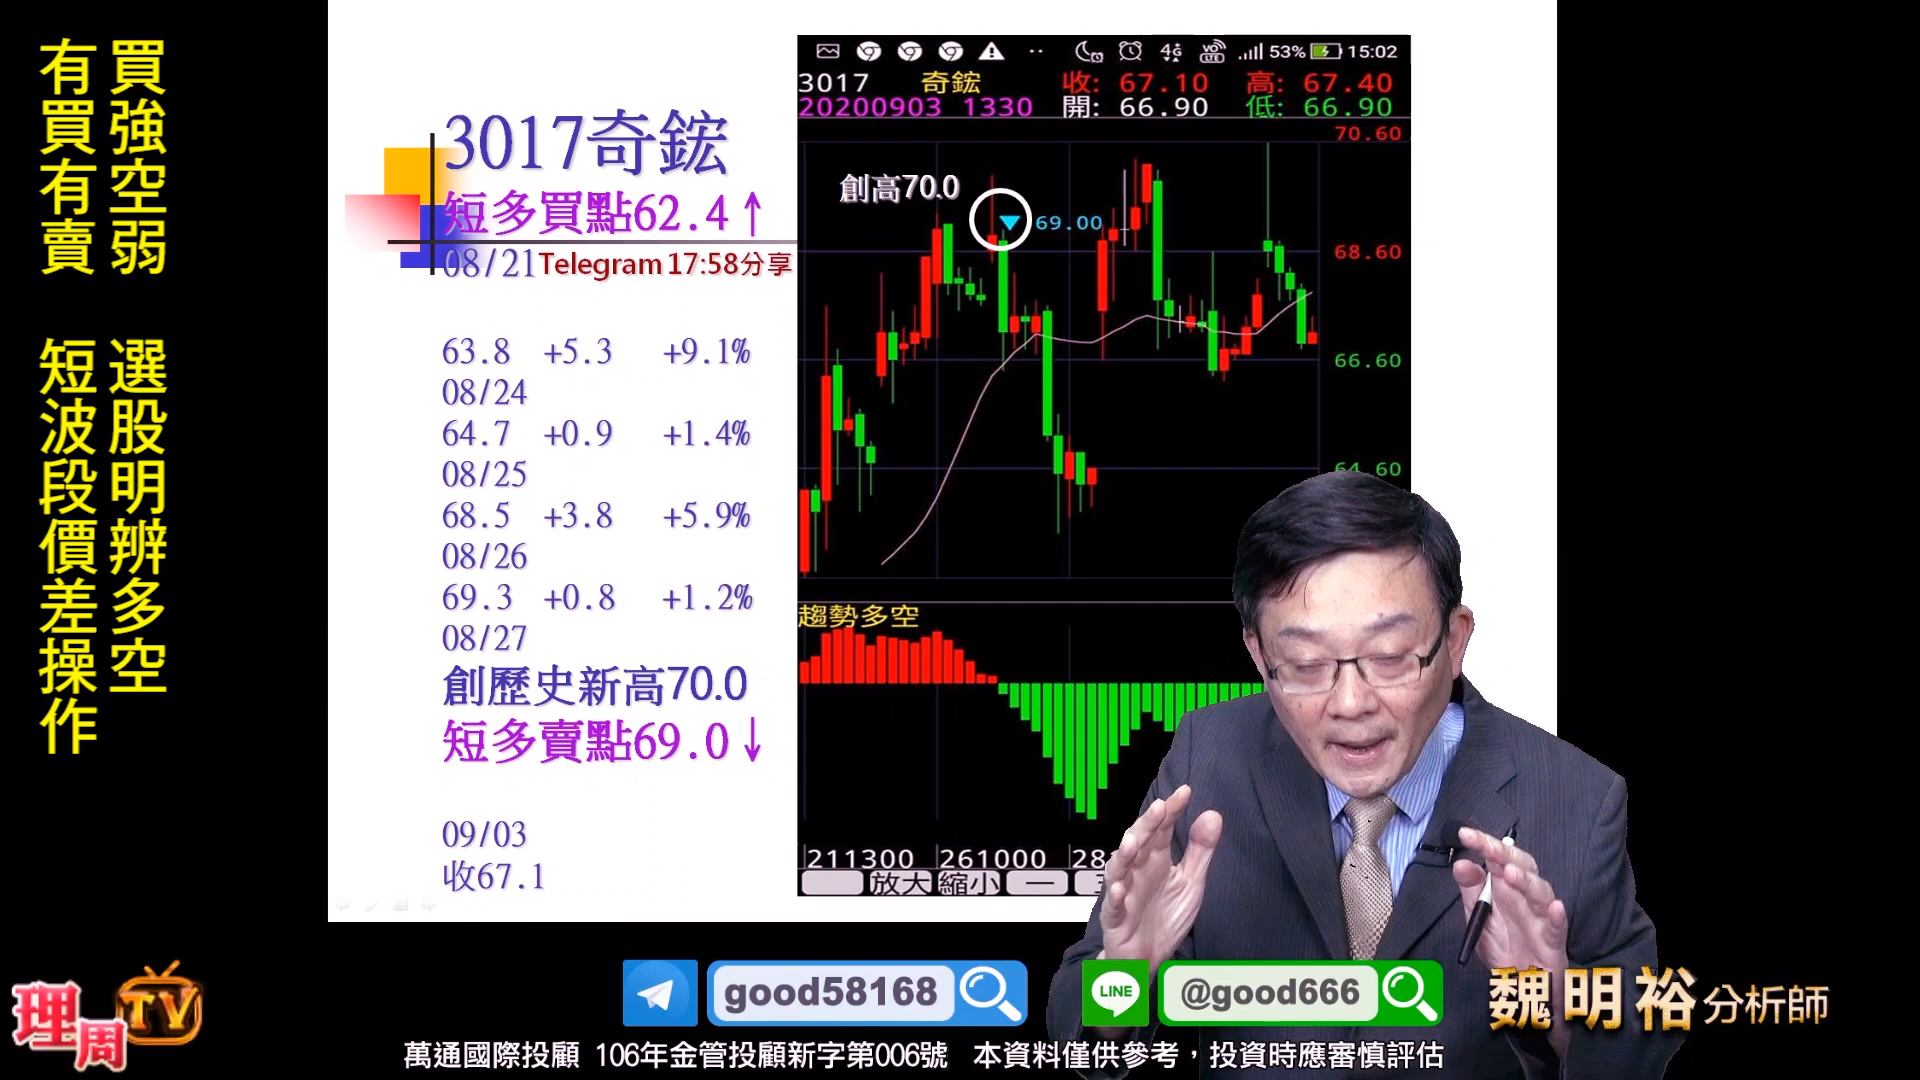 買強空弱 選股明辨多空
有買有賣 短波段價差操作
3017奇鋐
短多買點62.4↑
08/21Telegram 17:58分享
63.8 +5.3 +9.1%
08/24
64.7 +0.9 +1.4%
08/25
68.5 +3.8 +5.9%
08/26
69.3 +0.8 +1.2%
08/27
創歷史新高70.0
短多賣點69.0↓
09/03
收67.1
4G VO LTE 53% 15:02
3017 奇鋐 收: 67.10 高: 67.40
20200903 1330 開: 66.90 低: 66.90
70.60
創高70.0
69.00
68.60
66.60
64.60
趨勢多空
211300 261000 28
放大 縮小 一
理周TV
good58168
LINE @good666
魏明裕分析師
萬通國際投顧 106年金管投顧新字第006號 本資料僅供參考，投資時應審慎評估